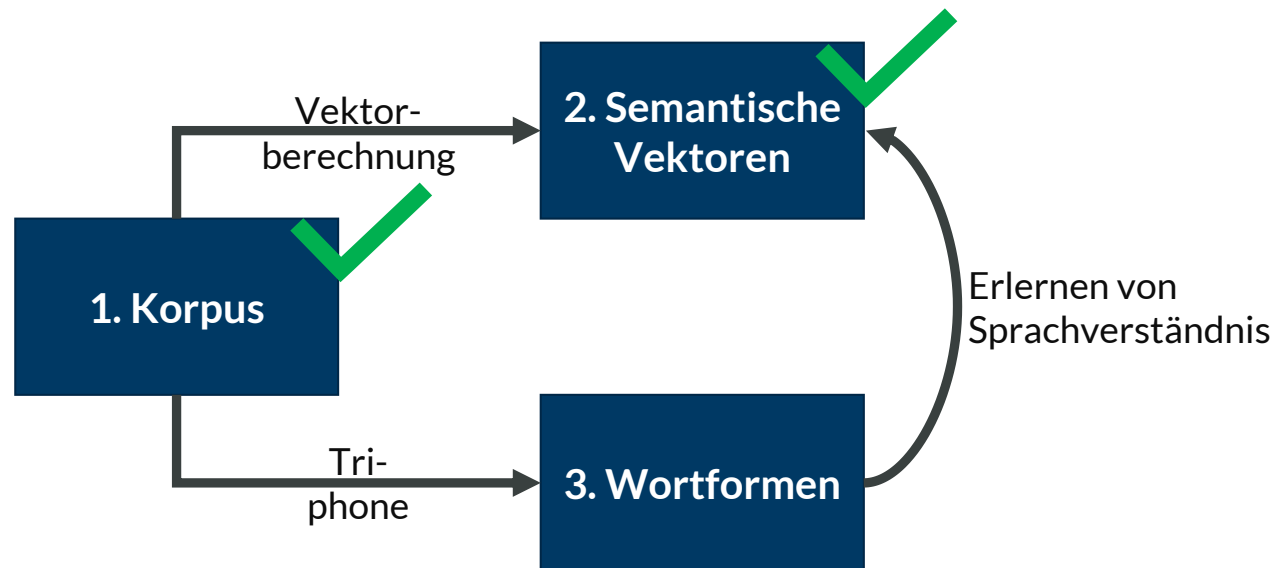 Vektor-
berechnung
2. Semantische
Vektoren
1. Korpus
Erlernen von
Sprachverständnis
Tri-
phone
3. Wortformen